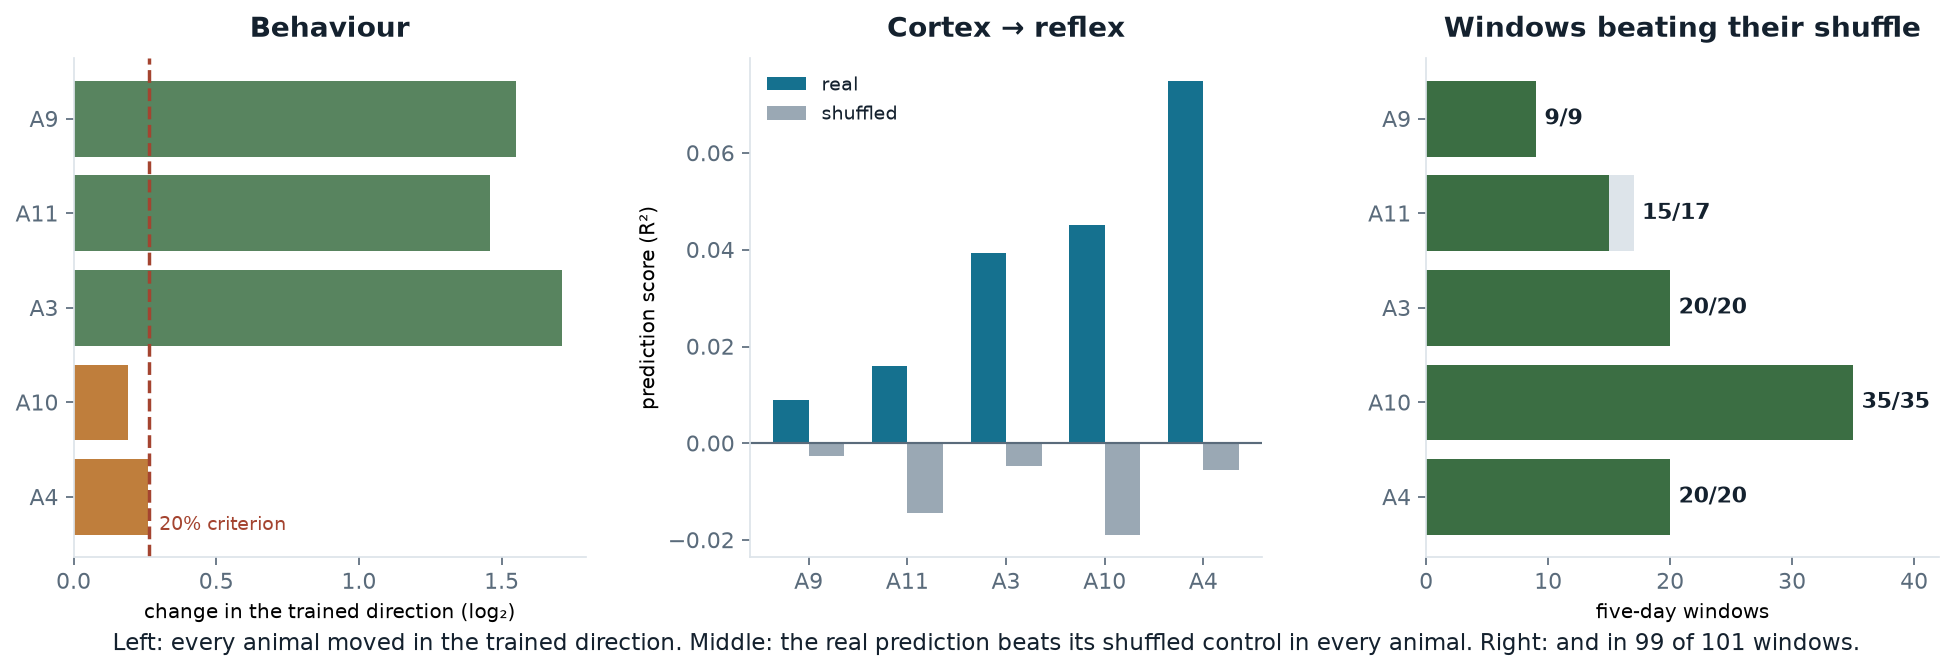 Behaviour
A9
A11
A3
A10
A4
20% criterion
0.0 0.5 1.0 1.5
change in the trained direction (log₂)
Cortex → reflex
real
shuffled
prediction score (R²)
0.06
0.04
0.02
0.00
−0.02
A9 A11 A3 A10 A4
Windows beating their shuffle
A9 9/9
A11 15/17
A3 20/20
A10 35/35
A4 20/20
0 10 20 30 40
five-day windows
Left: every animal moved in the trained direction. Middle: the real prediction beats its shuffled control in every animal. Right: and in 99 of 101 windows.